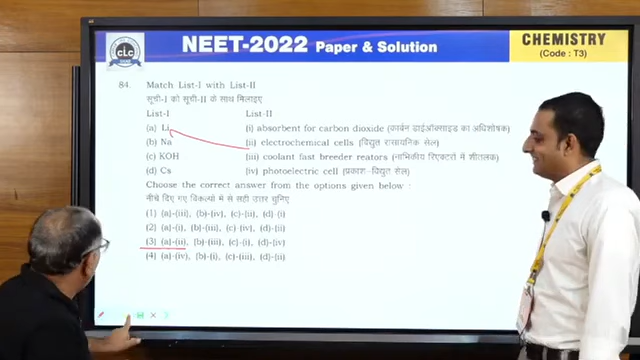 CLC
NEET-2022 Paper & Solution
CHEMISTRY
(Code : T3)
84. Match List-I with List-II
सूची-I को सूची-II के साथ मिलाइए
List-I List-II
(a) Li (i) absorbent for carbon dioxide (कार्बन डाईऑक्साइड का अधिशोषक)
(b) Na (ii) electrochemical cells (विद्युत रासायनिक सेल)
(c) KOH (iii) coolant fast breeder reators (नाभिकीय रिएक्टरों में शीतलक)
(d) Cs (iv) photoelectric cell (प्रकाश-विद्युत सेल)
Choose the correct answer from the options given below :
नीचे दिए गए विकल्पो में से सही उत्तर चुनिए
(1) (a)-(iii), (b)-(iv), (c)-(ii), (d)-(i)
(2) (a)-(i), (b)-(iii), (c)-(iv), (d)-(ii)
(3) (a)-(ii), (b)-(iii), (c)-(i), (d)-(iv)
(4) (a)-(iv), (b)-(i), (c)-(iii), (d)-(ii)